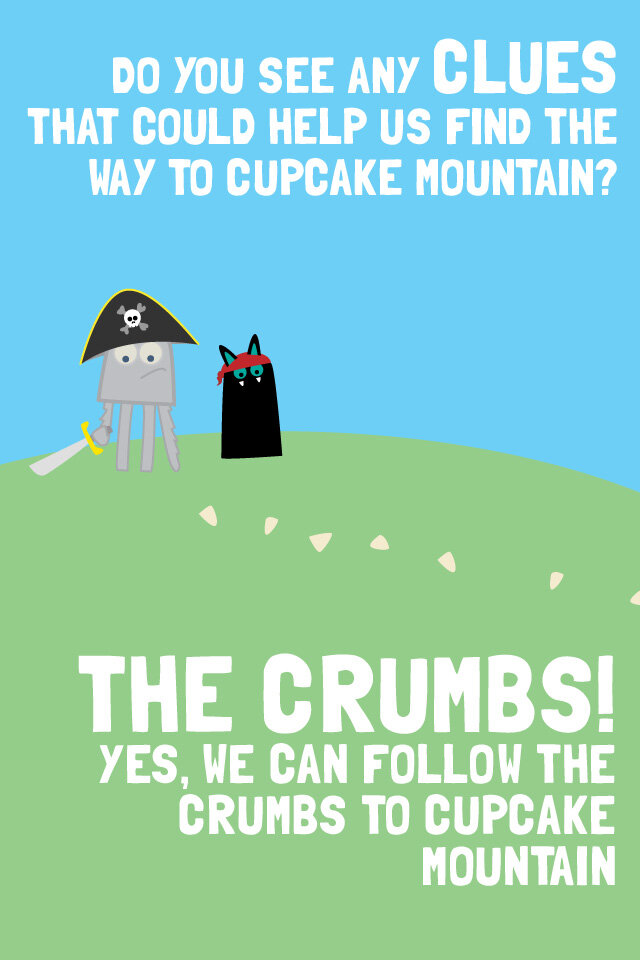 DO YOU SEE ANY CLUES
THAT COULD HELP US FIND THE
WAY TO CUPCAKE MOUNTAIN?
THE CRUMBS!
YES, WE CAN FOLLOW THE
CRUMBS TO CUPCAKE
MOUNTAIN